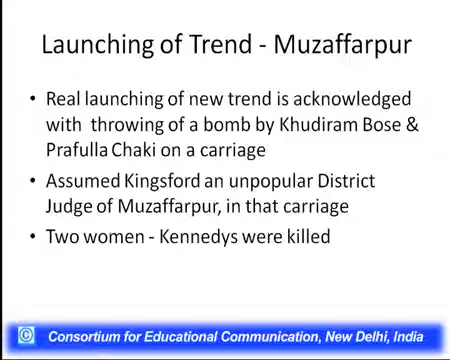 Launching of Trend - Muzaffarpur
• Real launching of new trend is acknowledged
with throwing of a bomb by Khudiram Bose &
Prafulla Chaki on a carriage
• Assumed Kingsford an unpopular District
Judge of Muzaffarpur, in that carriage
• Two women - Kennedys were killed
© Consortium for Educational Communication, New Delhi, India